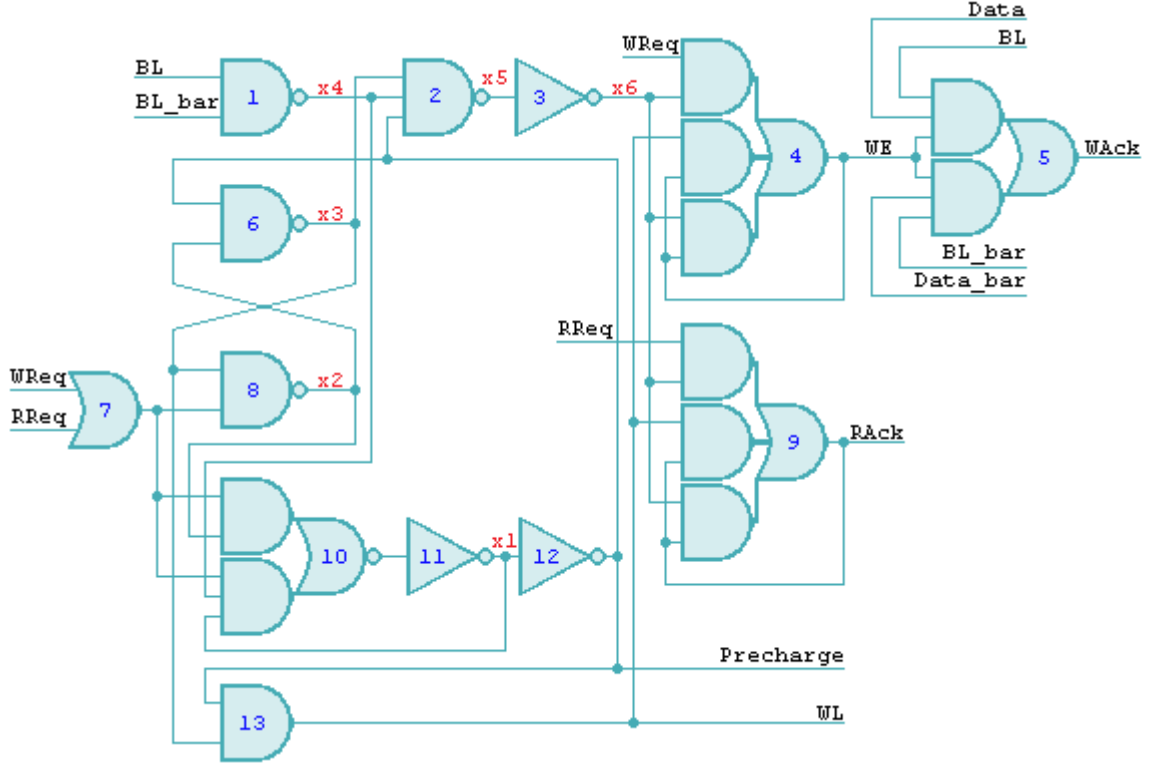 Data
BL
WReq
BL
BL_bar
1
x4
2
x5
3
x6
4
WE
5
WAck
6
x3
BL_bar
Data_bar
RReq
WReq
RReq
7
8
x2
9
RAck
10
11
x1
12
Precharge
13
WL